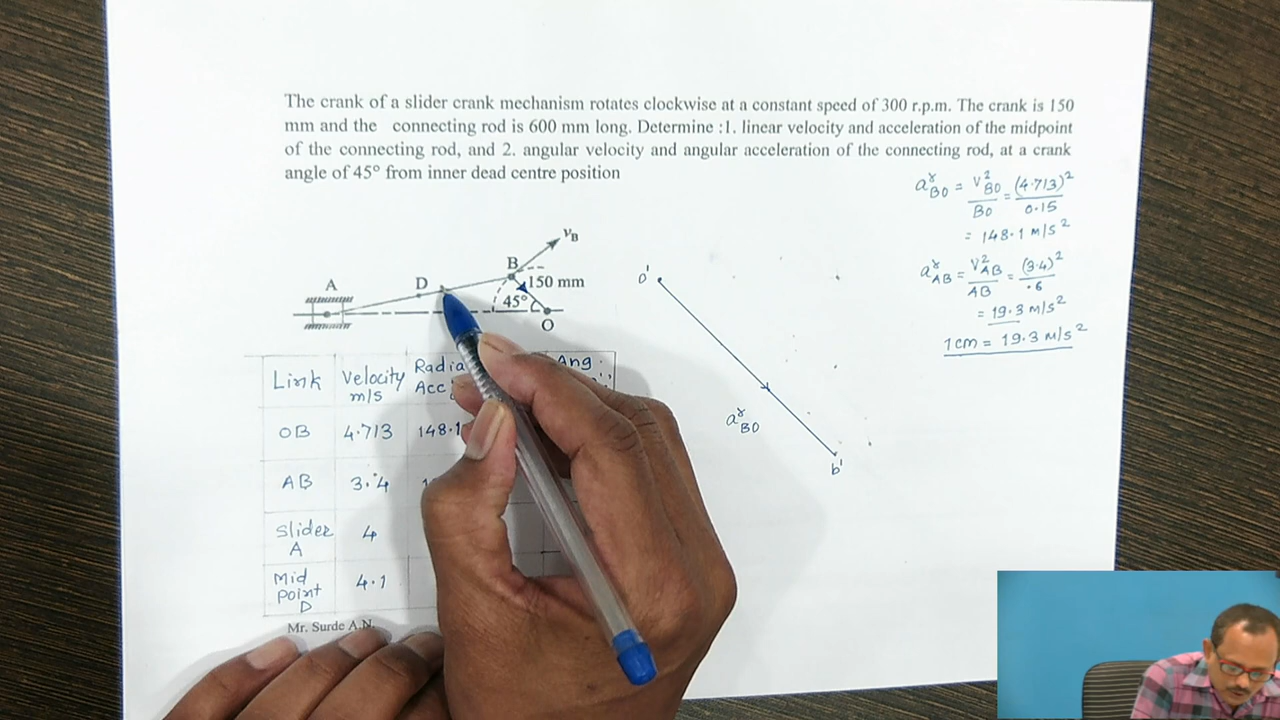 The crank of a slider crank mechanism rotates clockwise at a constant speed of 300 r.p.m. The crank is 150
mm and the connecting rod is 600 mm long. Determine :1. linear velocity and acceleration of the midpoint
of the connecting rod, and 2. angular velocity and angular acceleration of the connecting rod, at a crank
angle of 45° from inner dead centre position
a^r_BO = V²_BO / BO = (4.713)² / 0.15
= 148.1 m/s²
a^r_AB = V²_AB / AB = (3.4)² / .6
= 19.3 m/s²
1cm = 19.3 m/s²
v_B
B
A
D
150 mm
45°
O
o'
a^r_BO
b'
Link Velocity m/s Radia Acc Ang.
OB 4.713 148.1
AB 3.4 1
Slider A 4
Mid point D 4.1
Mr. Surde A.N.